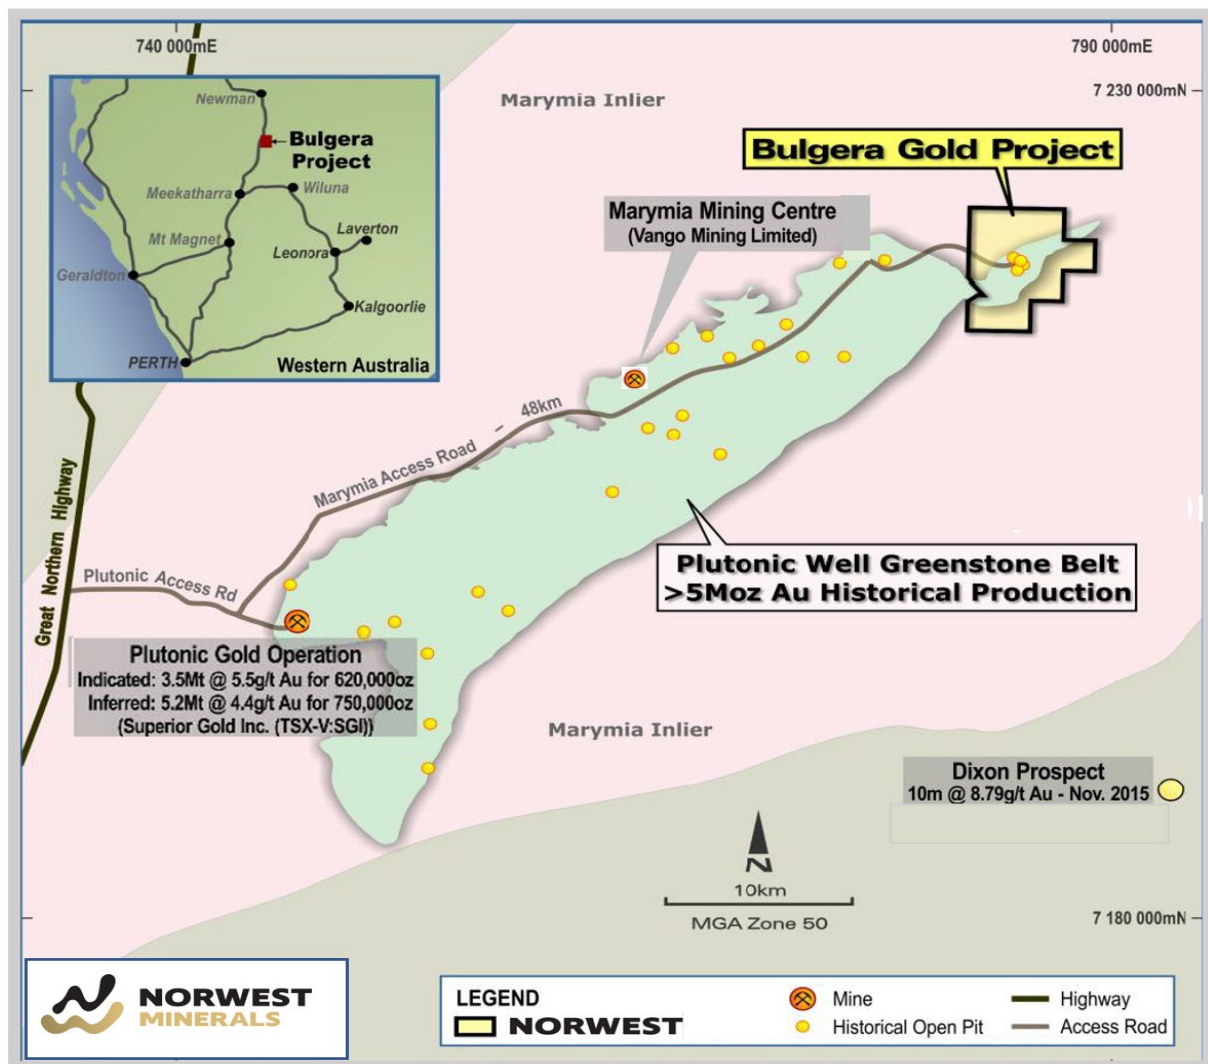 740 000mE
790 000mE
7 230 000mN
Marymia Inlier
Newman
Bulgera
Project
Meekatharra
Wiluna
Mt Magnet
Laverton
Leonora
Geraldton
Kalgoorlie
PERTH
Western Australia
Bulgera Gold Project
Marymia Mining Centre
(Vango Mining Limited)
Marymia Access Road - 48km
Great Northern Highway
Plutonic Access Rd
Plutonic Well Greenstone Belt
>5Moz Au Historical Production
Plutonic Gold Operation
Indicated: 3.5Mt @ 5.5g/t Au for 620,000oz
Inferred: 5.2Mt @ 4.4g/t Au for 750,000oz
(Superior Gold Inc. (TSX-V:SGI))
Marymia Inlier
Dixon Prospect
10m @ 8.79g/t Au - Nov. 2015
N
10km
MGA Zone 50
7 180 000mN
NORWEST
MINERALS
LEGEND
NORWEST
Mine
Historical Open Pit
Highway
Access Road